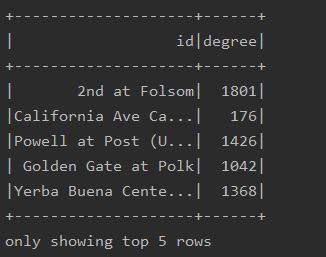 +--------------------+------+
|                  id|degree|
+--------------------+------+
|       2nd at Folsom|  1801|
|California Ave Ca...|   176|
|Powell at Post (U...|  1426|
| Golden Gate at Polk|  1042|
|Yerba Buena Cente...|  1368|
+--------------------+------+
only showing top 5 rows